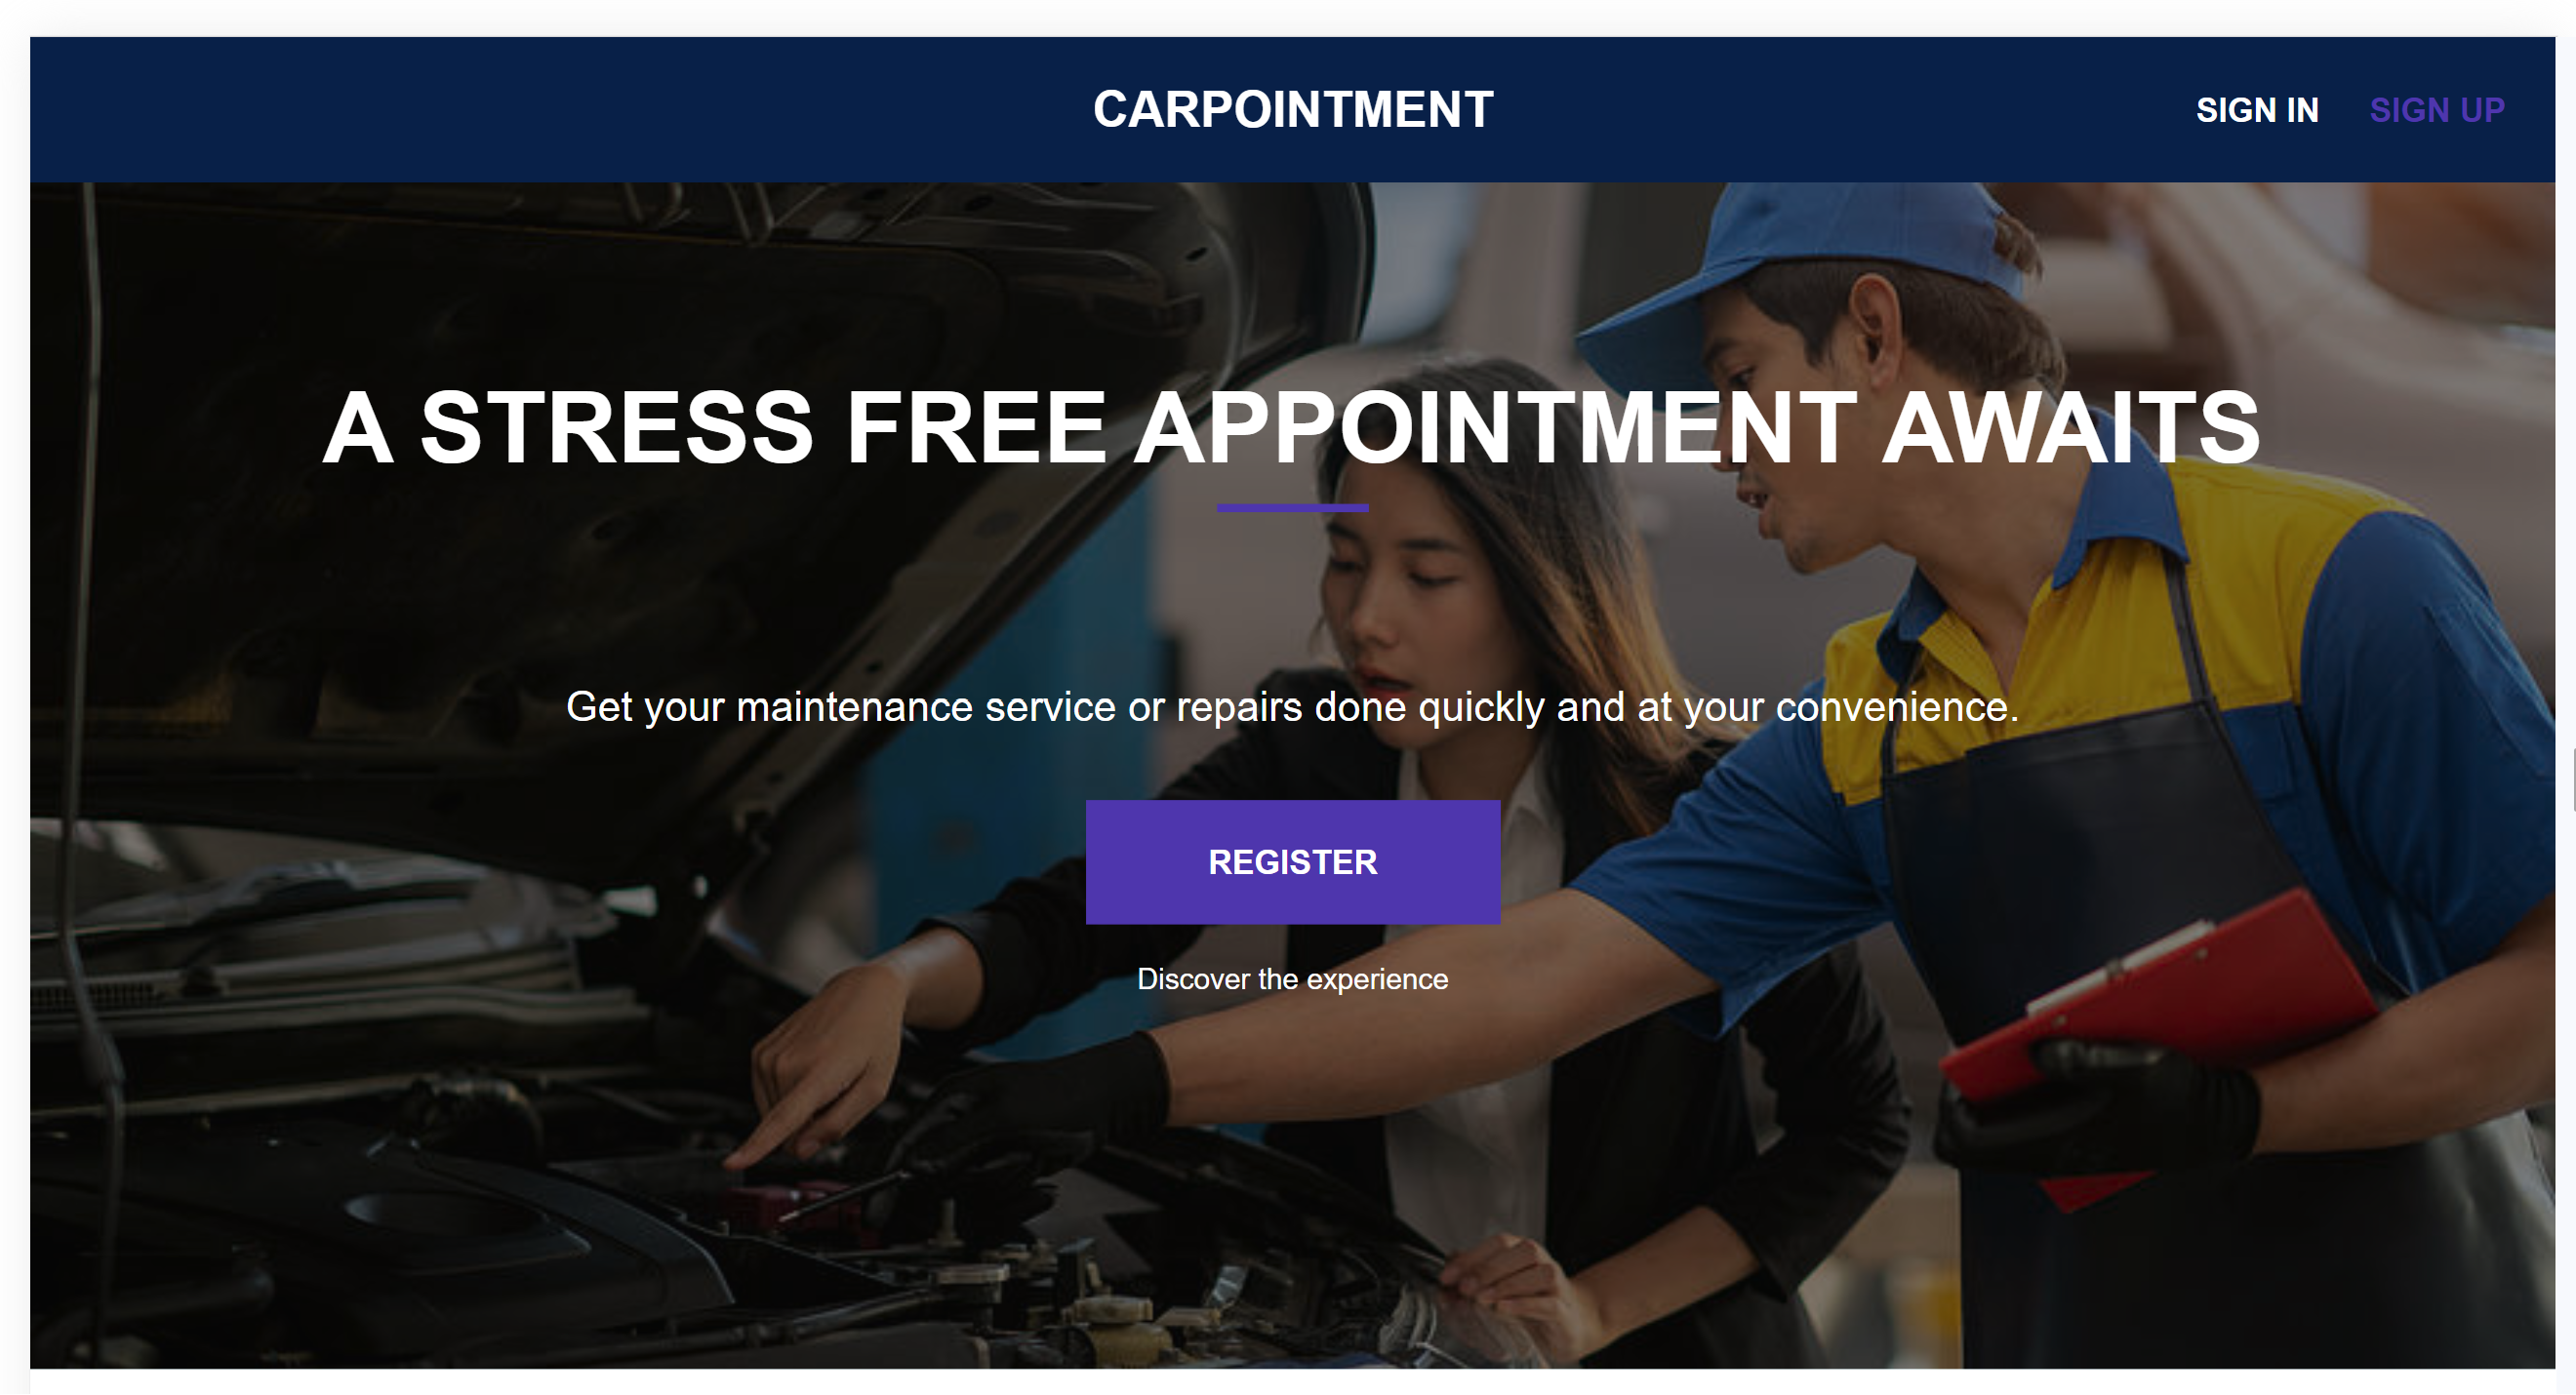 CARPOINTMENT
SIGN IN SIGN UP
A STRESS FREE APPOINTMENT AWAITS
Get your maintenance service or repairs done quickly and at your convenience.
REGISTER
Discover the experience